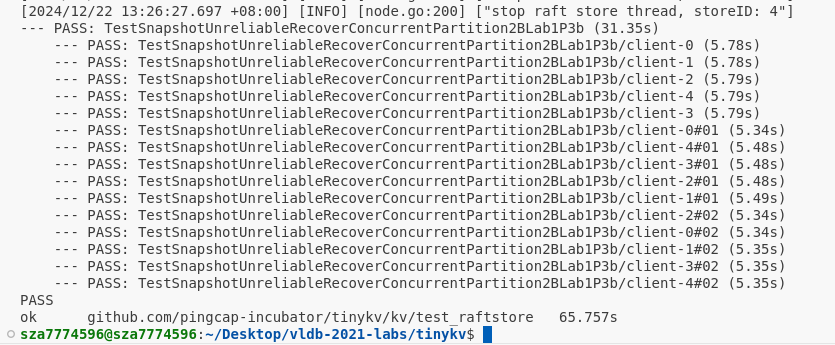 [2024/12/22 13:26:27.697 +08:00] [INFO] [node.go:200] ["stop raft store thread, storeID: 4"]
--- PASS: TestSnapshotUnreliableRecoverConcurrentPartition2BLab1P3b (31.35s)
    --- PASS: TestSnapshotUnreliableRecoverConcurrentPartition2BLab1P3b/client-0 (5.78s)
    --- PASS: TestSnapshotUnreliableRecoverConcurrentPartition2BLab1P3b/client-1 (5.78s)
    --- PASS: TestSnapshotUnreliableRecoverConcurrentPartition2BLab1P3b/client-2 (5.79s)
    --- PASS: TestSnapshotUnreliableRecoverConcurrentPartition2BLab1P3b/client-4 (5.79s)
    --- PASS: TestSnapshotUnreliableRecoverConcurrentPartition2BLab1P3b/client-3 (5.79s)
    --- PASS: TestSnapshotUnreliableRecoverConcurrentPartition2BLab1P3b/client-0#01 (5.34s)
    --- PASS: TestSnapshotUnreliableRecoverConcurrentPartition2BLab1P3b/client-4#01 (5.48s)
    --- PASS: TestSnapshotUnreliableRecoverConcurrentPartition2BLab1P3b/client-3#01 (5.48s)
    --- PASS: TestSnapshotUnreliableRecoverConcurrentPartition2BLab1P3b/client-2#01 (5.48s)
    --- PASS: TestSnapshotUnreliableRecoverConcurrentPartition2BLab1P3b/client-1#01 (5.49s)
    --- PASS: TestSnapshotUnreliableRecoverConcurrentPartition2BLab1P3b/client-2#02 (5.34s)
    --- PASS: TestSnapshotUnreliableRecoverConcurrentPartition2BLab1P3b/client-0#02 (5.34s)
    --- PASS: TestSnapshotUnreliableRecoverConcurrentPartition2BLab1P3b/client-1#02 (5.35s)
    --- PASS: TestSnapshotUnreliableRecoverConcurrentPartition2BLab1P3b/client-3#02 (5.35s)
    --- PASS: TestSnapshotUnreliableRecoverConcurrentPartition2BLab1P3b/client-4#02 (5.35s)
PASS
ok      github.com/pingcap-incubator/tinykv/kv/test_raftstore   65.757s
sza7774596@sza7774596:~/Desktop/vldb-2021-labs/tinykv$